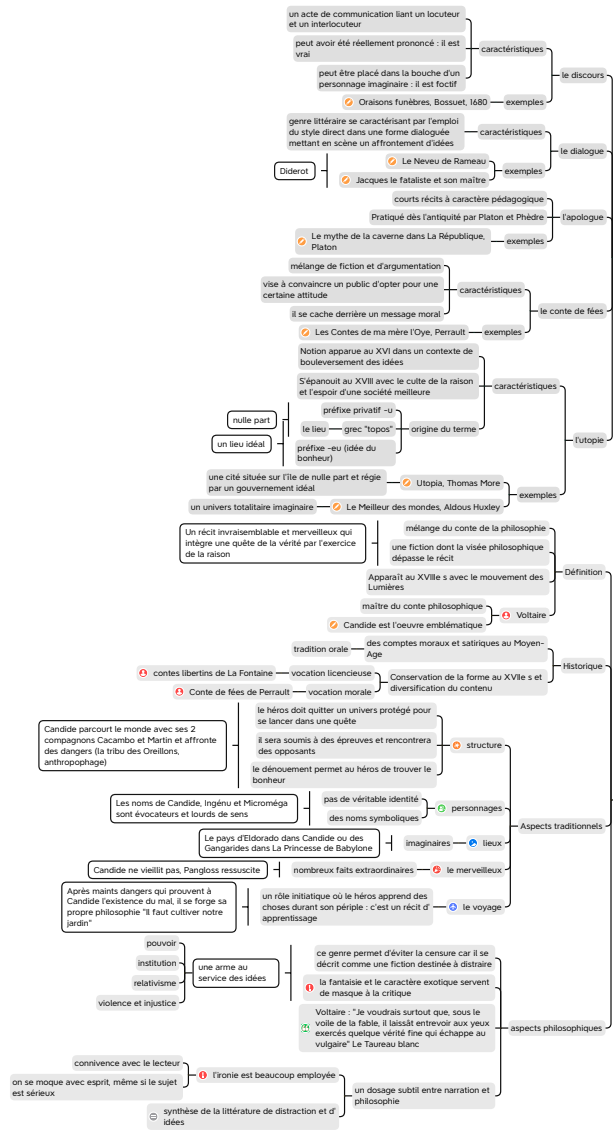 un acte de communication liant un locuteur
et un interlocuteur
peut avoir été réellement prononcé : il est
vrai
caractéristiques
peut être placé dans la bouche d'un
personnage imaginaire : il est foctif
le discours
Oraisons funèbres, Bossuet, 1680
exemples
genre littéraire se caractérisant par l'emploi
du style direct dans une forme dialoguée
mettant en scène un affrontement d'idées
caractéristiques
le dialogue
Le Neveu de Rameau
Diderot
exemples
Jacques le fataliste et son maître
courts récits à caractère pédagogique
Pratiqué dès l'antiquité par Platon et Phèdre
l'apologue
Le mythe de la caverne dans La République,
Platon
exemples
mélange de fiction et d'argumentation
vise à convaincre un public d'opter pour une
certaine attitude
caractéristiques
il se cache derrière un message moral
le conte de fées
Les Contes de ma mère l'Oye, Perrault
exemples
Notion apparue au XVI dans un contexte de
bouleversement des idées
S'épanouit au XVIII avec le culte de la raison
et l'espoir d'une société meilleure
caractéristiques
préfixe privatif -u
nulle part
le lieu
grec "topos"
origine du terme
un lieu idéal
préfixe -eu (idée du
bonheur)
l'utopie
une cité située sur l'île de nulle part et régie
par un gouvernement idéal
Utopia, Thomas More
exemples
un univers totalitaire imaginaire
Le Meilleur des mondes, Aldous Huxley
Un récit invraisemblable et merveilleux qui
intègre une quête de la vérité par l'exercice
de la raison
mélange du conte de la philosophie
une fiction dont la visée philosophique
dépasse le récit
Apparaît au XVIIIe s avec le mouvement des
Lumières
Définition
maître du conte philosophique
Voltaire
Candide est l'oeuvre emblématique
tradition orale
des comptes moraux et satiriques au Moyen-
Age
Historique
contes libertins de La Fontaine
vocation licencieuse
Conservation de la forme au XVIIe s et
diversification du contenu
Conte de fées de Perrault
vocation morale
le héros doit quitter un univers protégé pour
se lancer dans une quête
Candide parcourt le monde avec ses 2
compagnons Cacambo et Martin et affronte
des dangers (la tribu des Oreillons,
anthropophage)
il sera soumis à des épreuves et rencontrera
des opposants
structure
le dénouement permet au héros de trouver le
bonheur
Les noms de Candide, Ingénu et Microméga
sont évocateurs et lourds de sens
pas de véritable identité
des noms symboliques
personnages
Aspects traditionnels
Le pays d'Eldorado dans Candide ou des
Gangarides dans La Princesse de Babylone
imaginaires
lieux
Candide ne vieillit pas, Pangloss ressuscite
nombreux faits extraordinaires
le merveilleux
Après maints dangers qui prouvent à
Candide l'existence du mal, il se forge sa
propre philosophie "Il faut cultiver notre
jardin"
un rôle initiatique où le héros apprend des
choses durant son périple : c'est un récit d'
apprentissage
le voyage
pouvoir
institution
relativisme
violence et injustice
une arme au
service des idées
ce genre permet d'éviter la censure car il se
décrit comme une fiction destinée à distraire
la fantaisie et le caractère exotique servent
de masque à la critique
Voltaire : "Je voudrais surtout que, sous le
voile de la fable, il laissât entrevoir aux yeux
exercés quelque vérité fine qui échappe au
vulgaire" Le Taureau blanc
aspects philosophiques
connivence avec le lecteur
on se moque avec esprit, même si le sujet
est sérieux
l'ironie est beaucoup employée
un dosage subtil entre narration et
philosophie
synthèse de la littérature de distraction et d'
idées